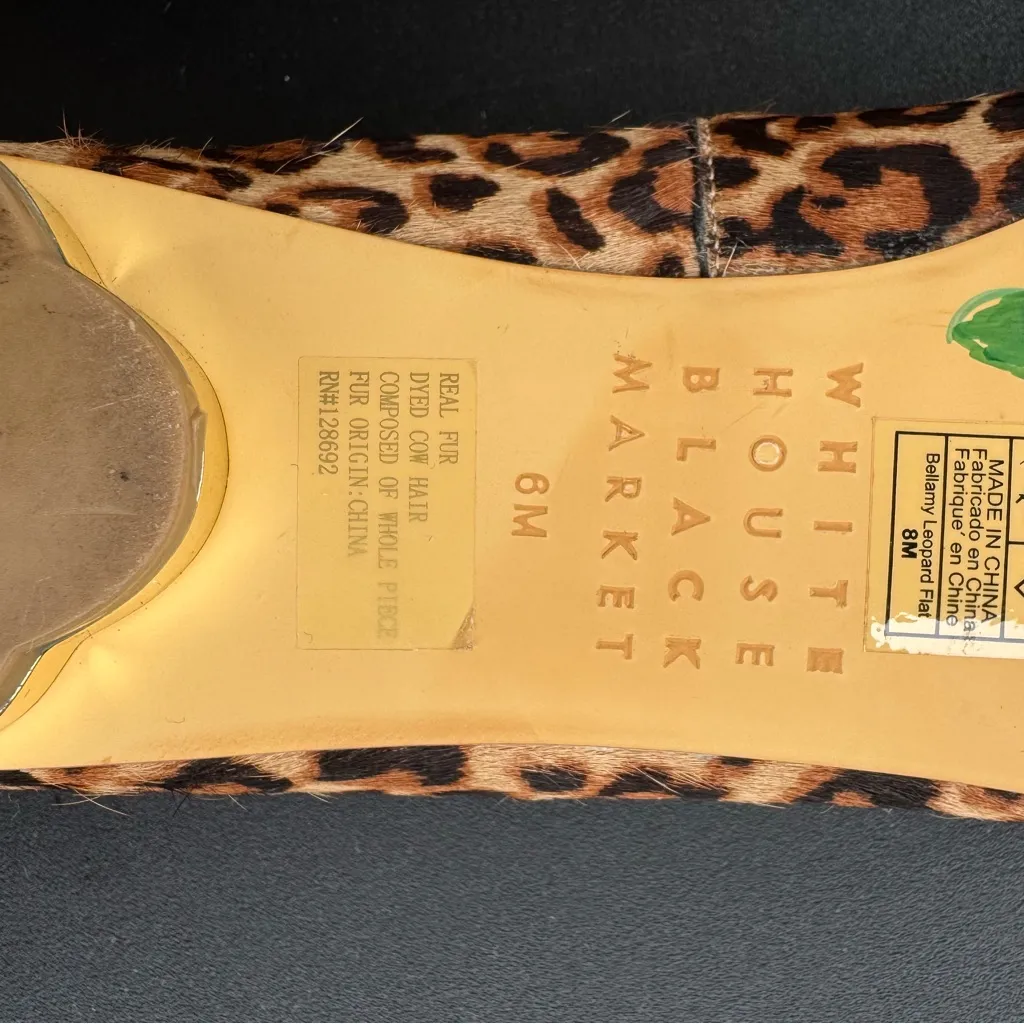 MADE IN CHINA
Fabricado en China
Fabrique' en Chine
Bellamy Leopard Flat
8M
WHITE
HOUSE
BLACK
MARKET
6M
REAL FUR
DYED COW HAIR
COMPOSED OF WHOLE PIECE
FUR ORIGIN:CHINA
RN#128692